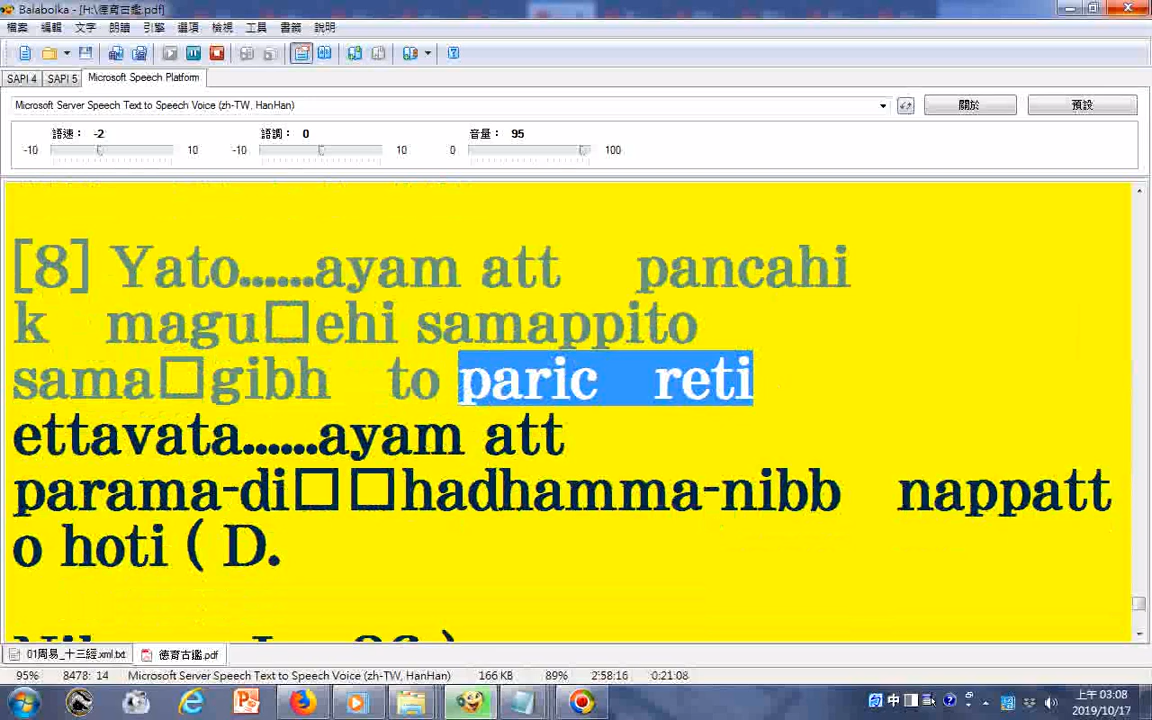 Balabolka - [H:\德育古鑑.pdf]
檔案 編輯 文字 朗讀 引擎 選項 檢視 工具 書籤 說明
SAPI 4 SAPI 5 Microsoft Speech Platform
Microsoft Server Speech Text to Speech Voice (zh-TW, HanHan)
關於 預設
語速： -2 語調： 0 音量： 95
-10 10 -10 10 0 100
[8] Yato......ayam att pancahi
k magu□ehi samappito
sama□gibh to paric reti
ettavata......ayam att
parama-di□□hadhamma-nibb nappatt
o hoti ( D.
01周易_十三經.xml.txt 德育古鑑.pdf
95% 8478: 14 Microsoft Server Speech Text to Speech Voice (zh-TW, HanHan) 166 KB 89% 2:58:16 0:21:08
中
上午 03:08
2019/10/17